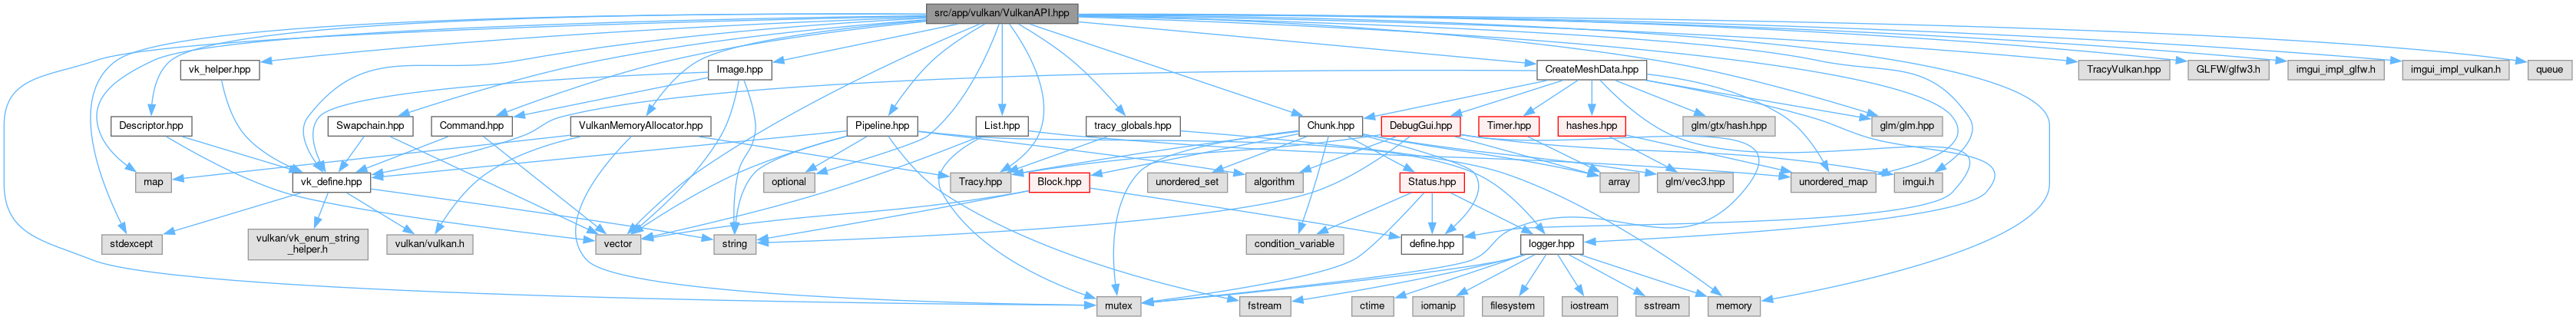 src/app/vulkan/VulkanAPI.hpp
vk_helper.hpp
Image.hpp
CreateMeshData.hpp
TracyVulkan.hpp
GLFW/glfw3.h
imgui_impl_glfw.h
imgui_impl_vulkan.h
queue
Descriptor.hpp
Swapchain.hpp
Command.hpp
VulkanMemoryAllocator.hpp
Pipeline.hpp
List.hpp
tracy_globals.hpp
Chunk.hpp
DebugGui.hpp
Timer.hpp
hashes.hpp
glm/gtx/hash.hpp
glm/glm.hpp
map
vk_define.hpp
optional
Tracy.hpp
Block.hpp
unordered_set
algorithm
Status.hpp
array
glm/vec3.hpp
unordered_map
imgui.h
stdexcept
vulkan/vk_enum_string
_helper.h
vulkan/vulkan.h
vector
string
condition_variable
define.hpp
logger.hpp
mutex
fstream
ctime
iomanip
filesystem
iostream
sstream
memory